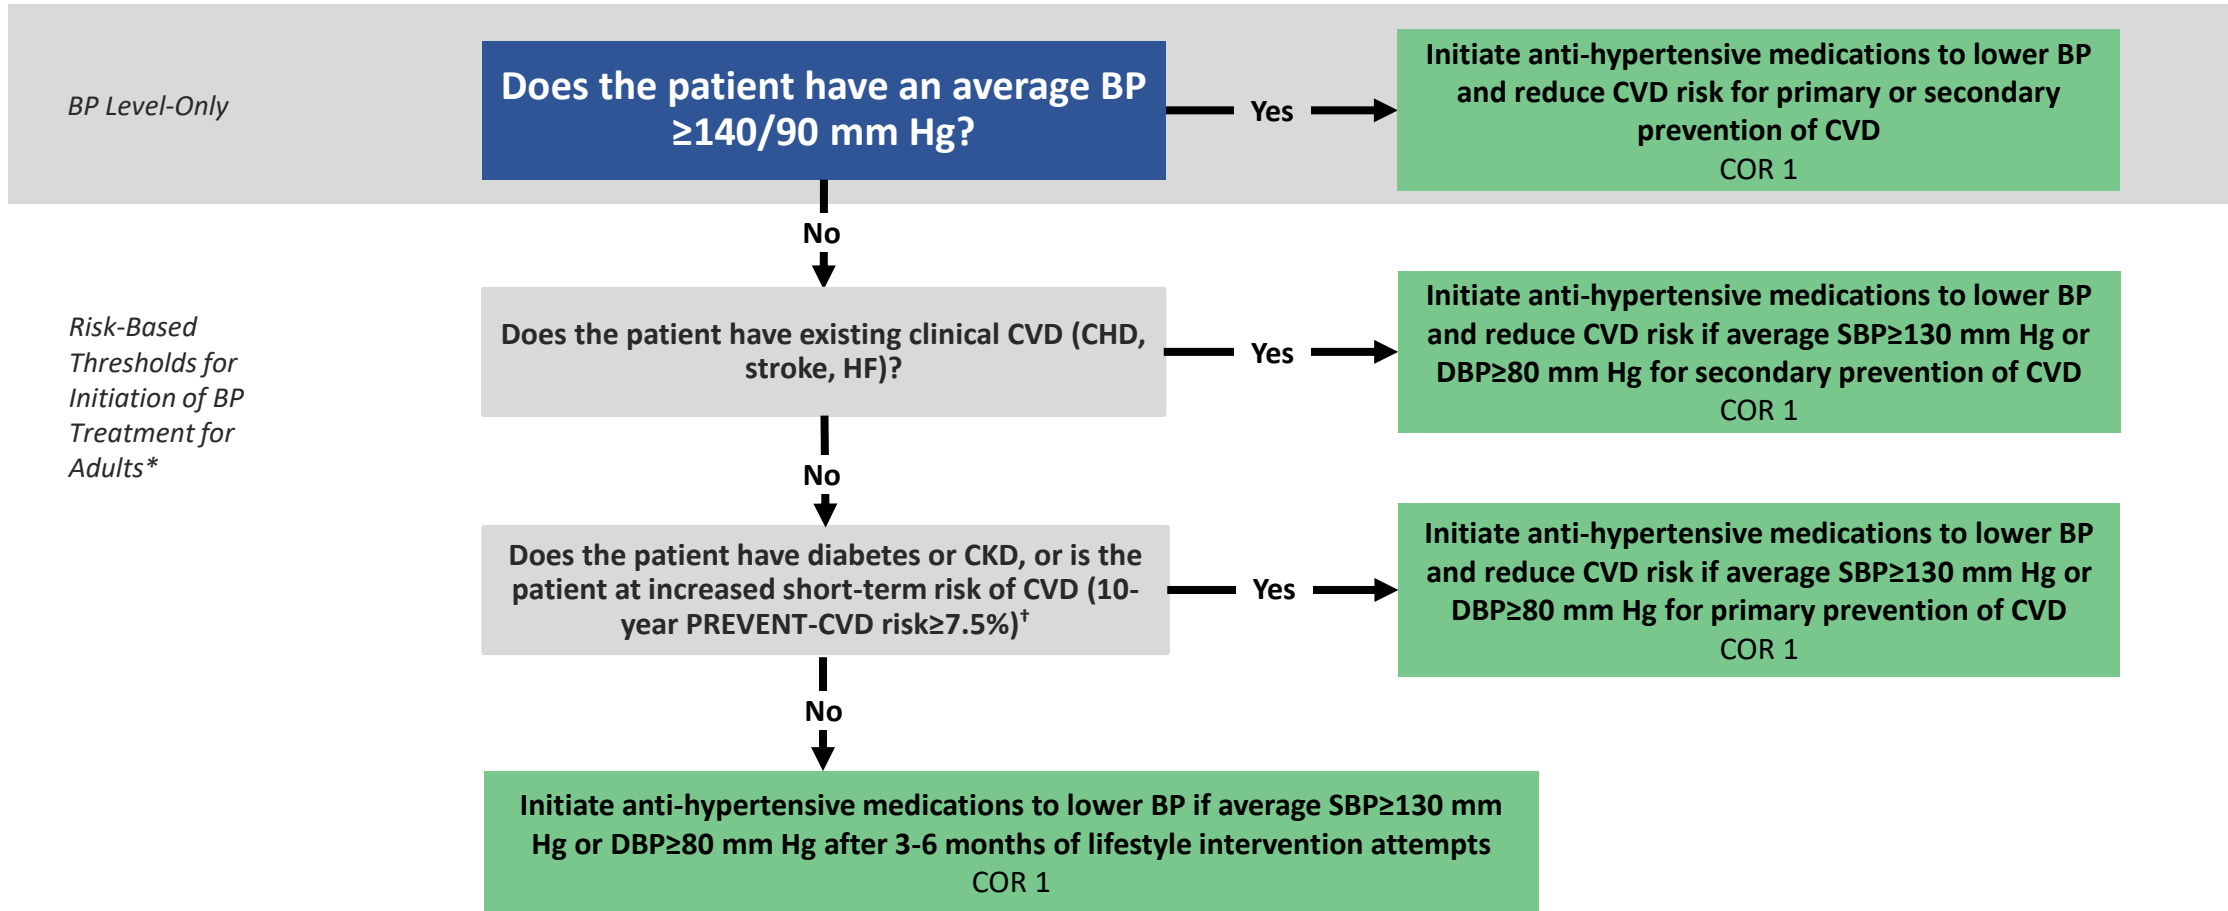 BP Level-Only
Does the patient have an average BP
≥140/90 mm Hg?
Yes
Initiate anti-hypertensive medications to lower BP
and reduce CVD risk for primary or secondary
prevention of CVD
COR 1
No
Risk-Based
Thresholds for
Initiation of BP
Treatment for
Adults*
Does the patient have existing clinical CVD (CHD,
stroke, HF)?
Yes
Initiate anti-hypertensive medications to lower BP
and reduce CVD risk if average SBP≥130 mm Hg or
DBP≥80 mm Hg for secondary prevention of CVD
COR 1
No
Does the patient have diabetes or CKD, or is the
patient at increased short-term risk of CVD (10-
year PREVENT-CVD risk≥7.5%)†
Yes
Initiate anti-hypertensive medications to lower BP
and reduce CVD risk if average SBP≥130 mm Hg or
DBP≥80 mm Hg for primary prevention of CVD
COR 1
No
Initiate anti-hypertensive medications to lower BP if average SBP≥130 mm
Hg or DBP≥80 mm Hg after 3-6 months of lifestyle intervention attempts
COR 1